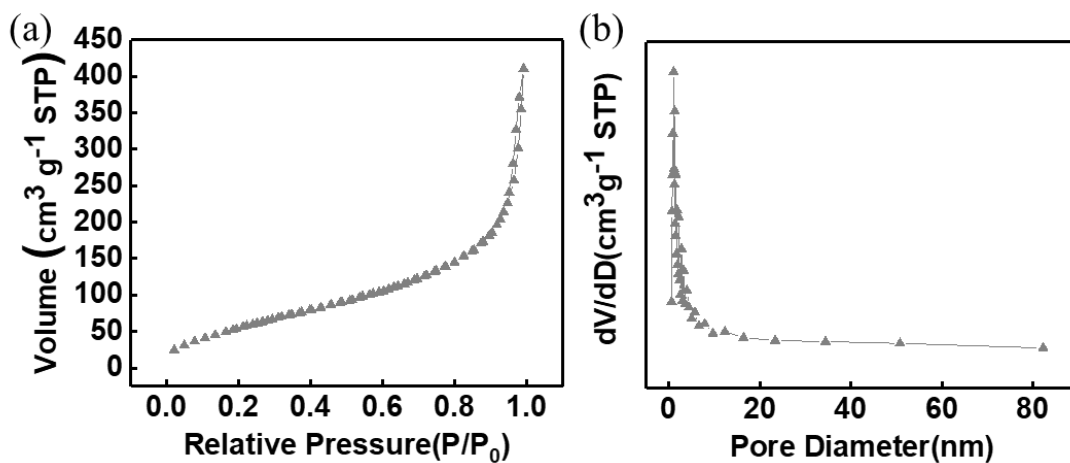 (a)
Volume (cm³ g⁻¹ STP)
450
400
350
300
250
200
150
100
50
0
0.0 0.2 0.4 0.6 0.8 1.0
Relative Pressure(P/P₀)
(b)
dV/dD(cm³g⁻¹ STP)
0 20 40 60 80
Pore Diameter(nm)